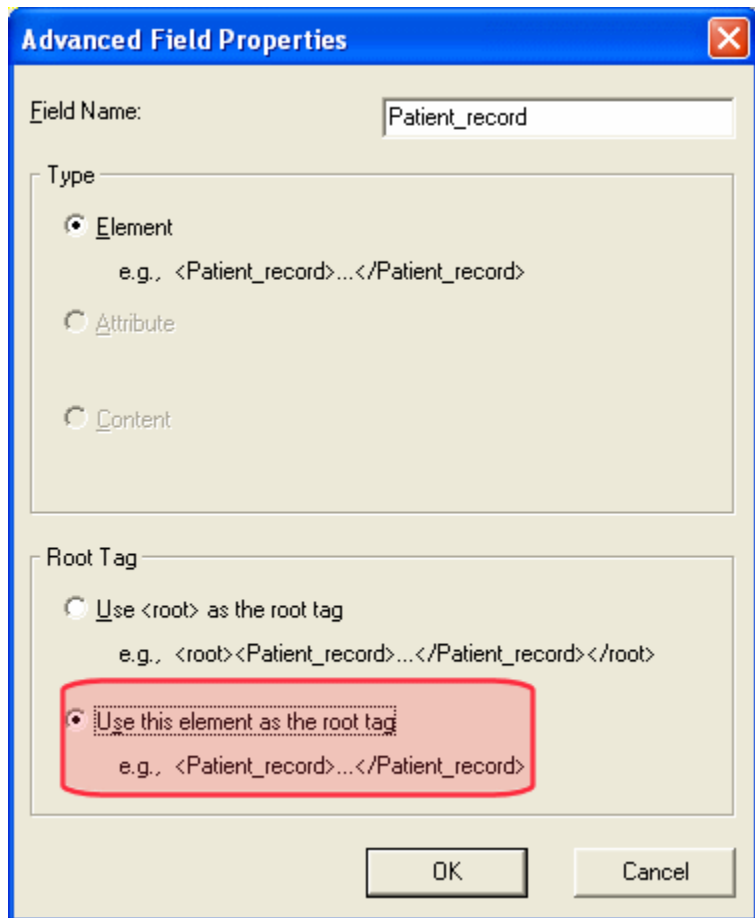 Advanced Field Properties
Field Name:
Patient_record
Type
Element
e.g., <Patient_record>...</Patient_record>
Attribute
Content
Root Tag
Use <root> as the root tag
e.g., <root><Patient_record>...</Patient_record></root>
Use this element as the root tag
e.g., <Patient_record>...</Patient_record>
OK
Cancel